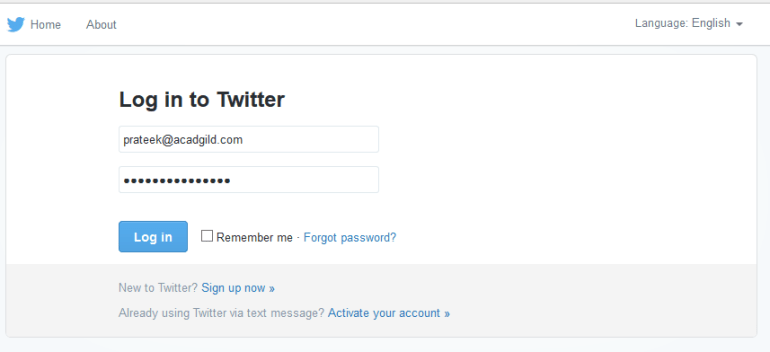 Home About Language: English
Log in to Twitter
prateek@acadgild.com
•••••••••••••••
Log in Remember me · Forgot password?
New to Twitter? Sign up now »
Already using Twitter via text message? Activate your account »